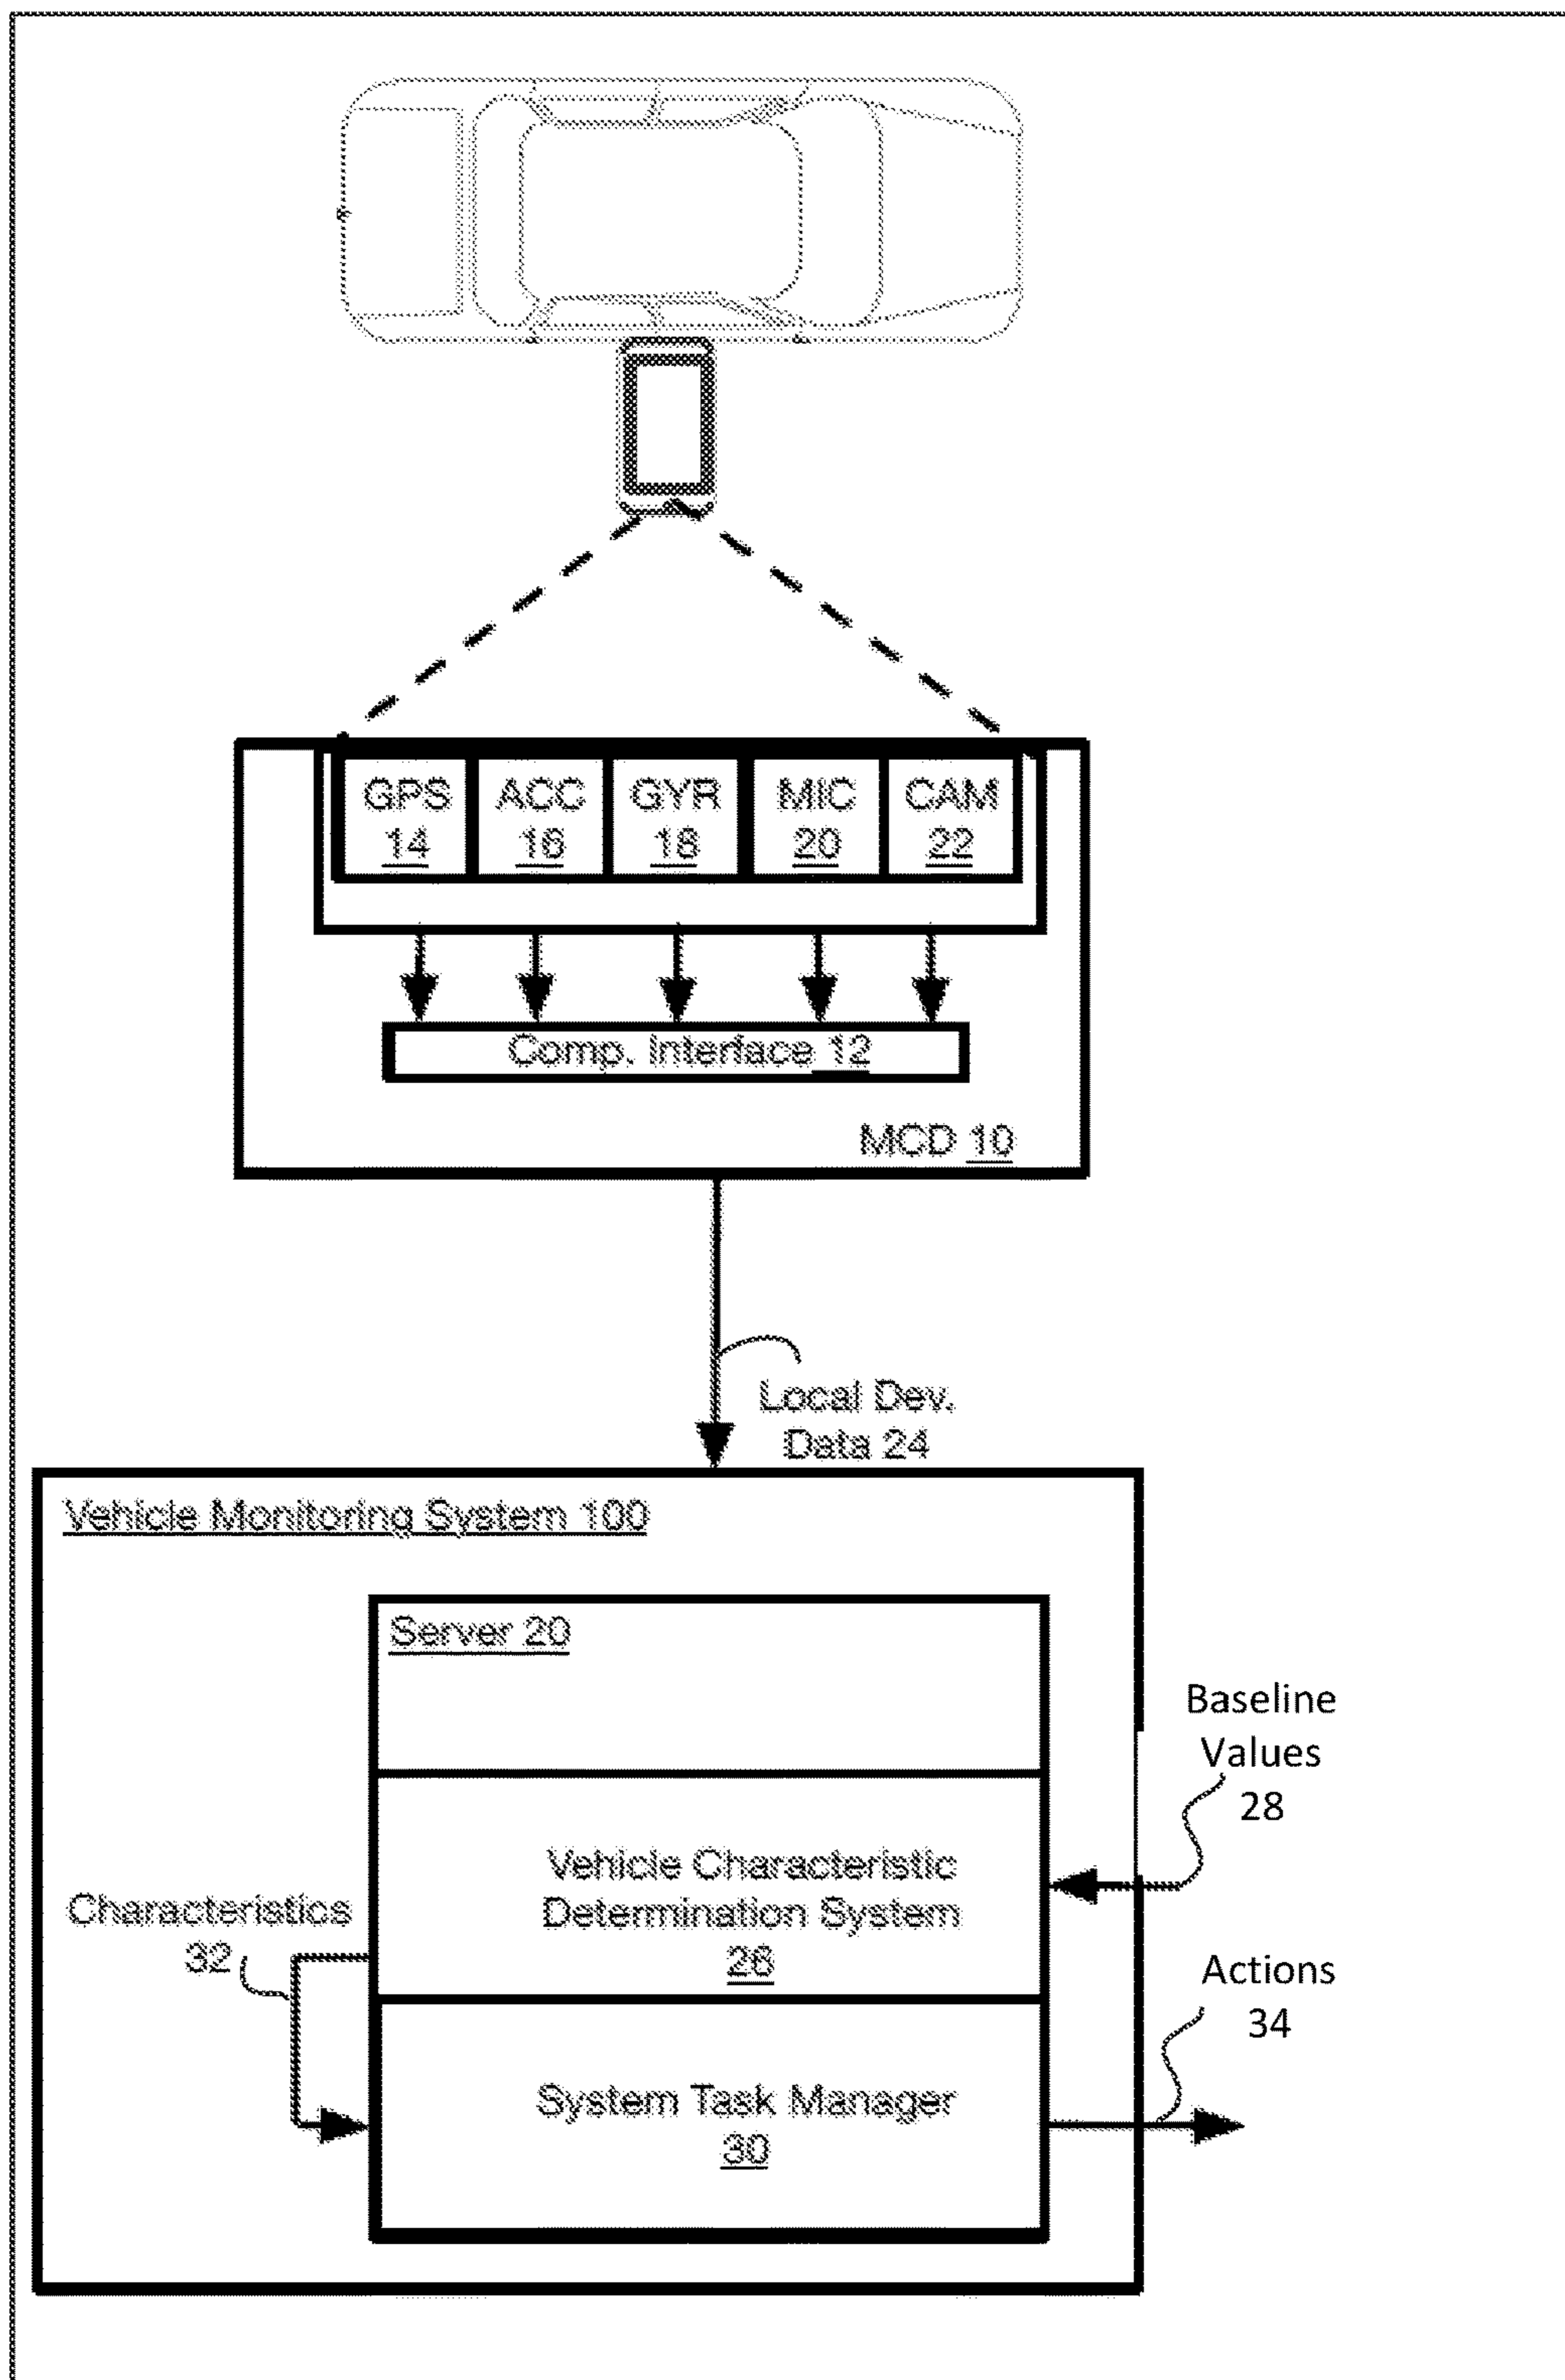 GPS ACC GYR MIC CAM
14 16 18 20 22
Comp. Interface 12
MCD 10
Local Dev.
Data 24
Vehicle Monitoring System 100
Server 20
Baseline
Values
28
Vehicle Characteristic
Determination System
26
Characteristics
32
Actions
34
System Task Manager
30